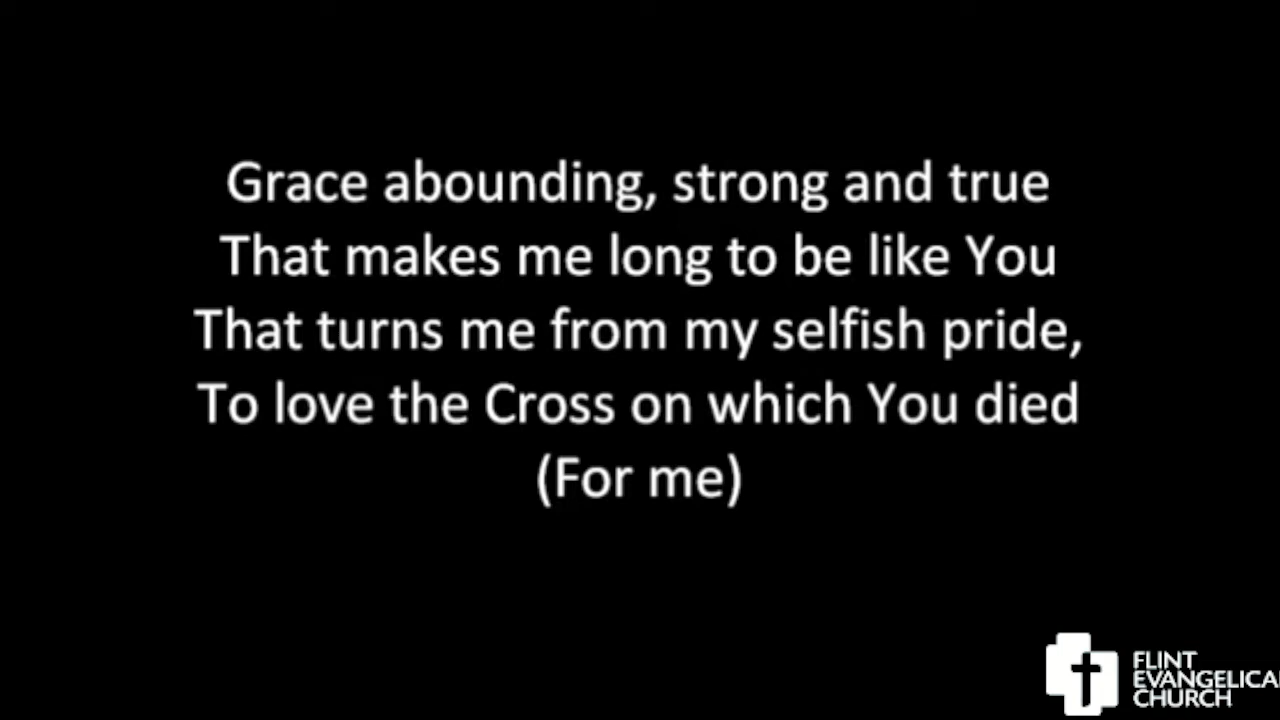 Grace abounding, strong and true
That makes me long to be like You
That turns me from my selfish pride,
To love the Cross on which You died
(For me)
FLINT
EVANGELICA
CHURCH